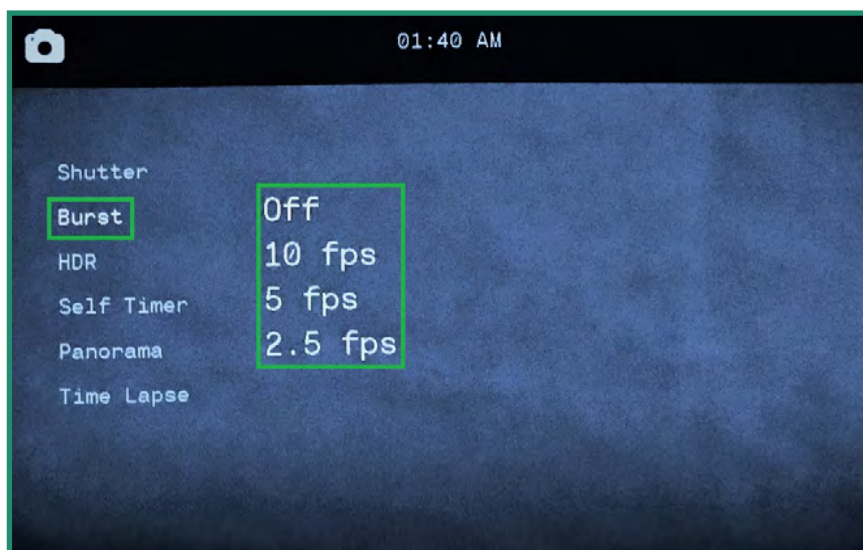 01:40 AM
Shutter
Burst
HDR
Self Timer
Panorama
Time Lapse
Off
10 fps
5 fps
2.5 fps